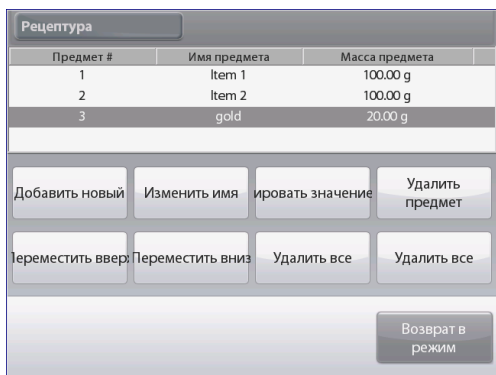 Рецептура
Предмет # Имя предмета Масса предмета
1 Item 1 100.00 g
2 Item 2 100.00 g
3 gold 20.00 g
Добавить новый Изменить имя ировать значение Удалить
предмет
Переместить вверх Переместить вниз Удалить все Удалить все
Возврат в
режим